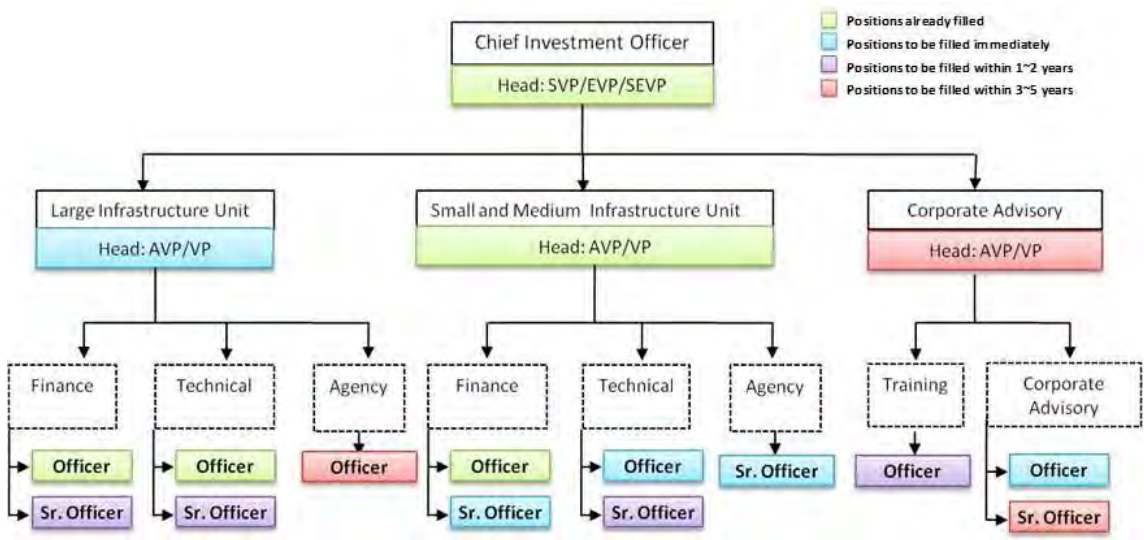 Positions already filled
Positions to be filled immediately
Positions to be filled within 1~2 years
Positions to be filled within 3~5 years
Chief Investment Officer
Head: SVP/EVP/SEVP
Large Infrastructure Unit
Head: AVP/VP
Small and Medium Infrastructure Unit
Head: AVP/VP
Corporate Advisory
Head: AVP/VP
Finance
Technical
Agency
Finance
Technical
Agency
Training
Corporate
Advisory
Officer
Officer
Officer
Officer
Officer
Sr. Officer
Officer
Officer
Sr. Officer
Sr. Officer
Sr. Officer
Sr. Officer
Sr. Officer